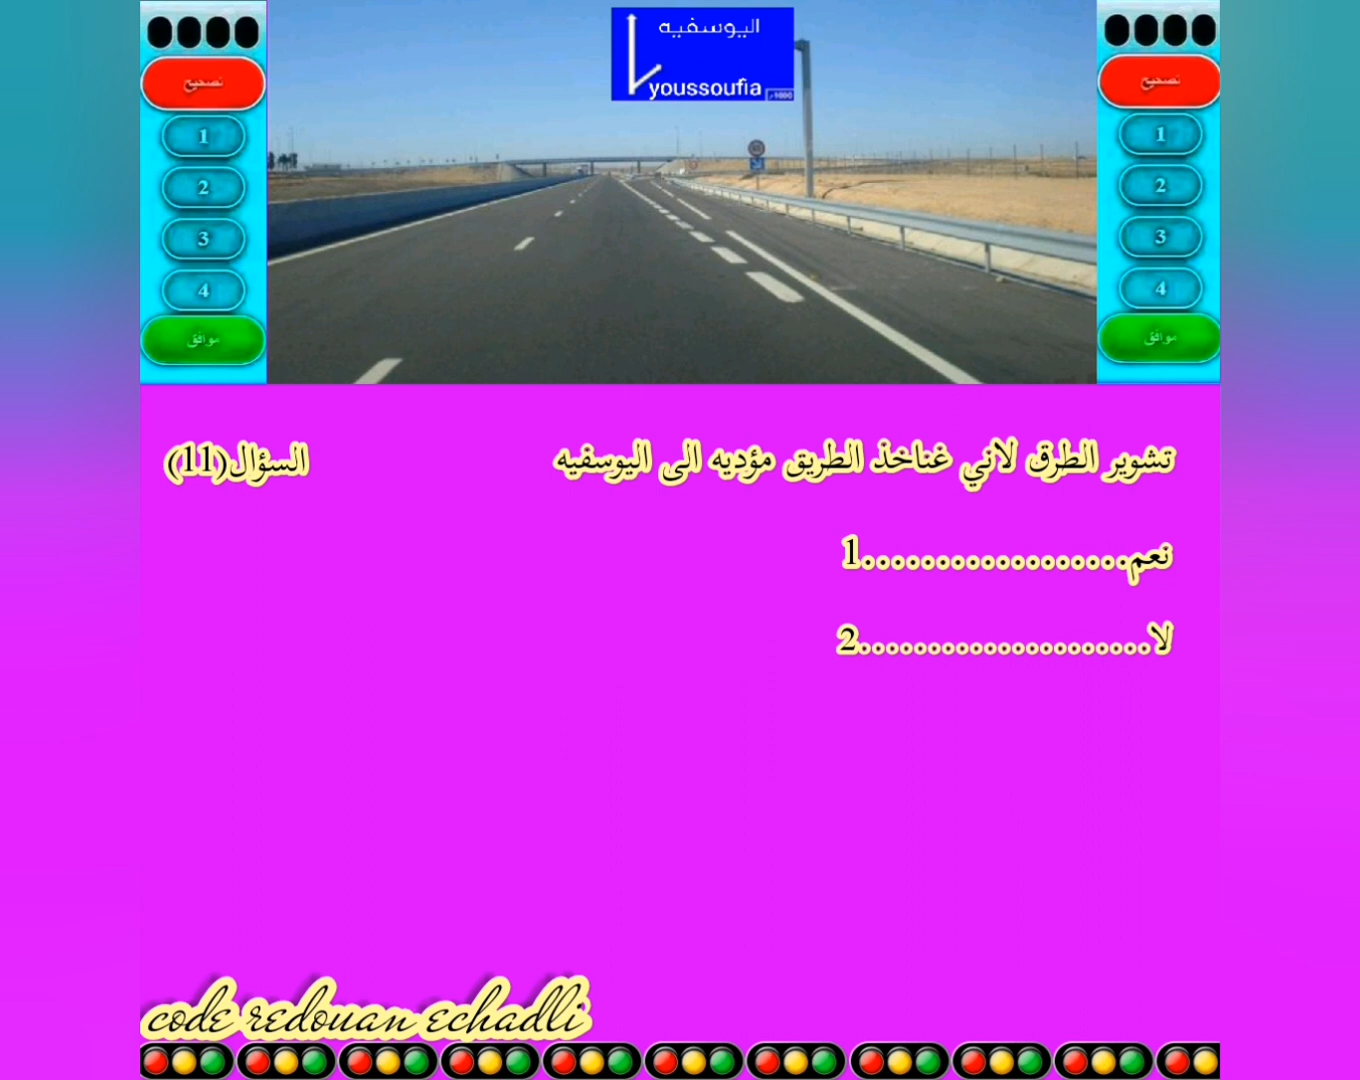 اليوسفيه
youssoufia
تصحيح
1
2
3
4
موافق
تصحيح
1
2
3
4
موافق
تشوير الطرق لاني غناخذ الطريق مؤديه الى اليوسفيه السؤال(11)
نعم..................1
لا.....................2
code redouan echadli